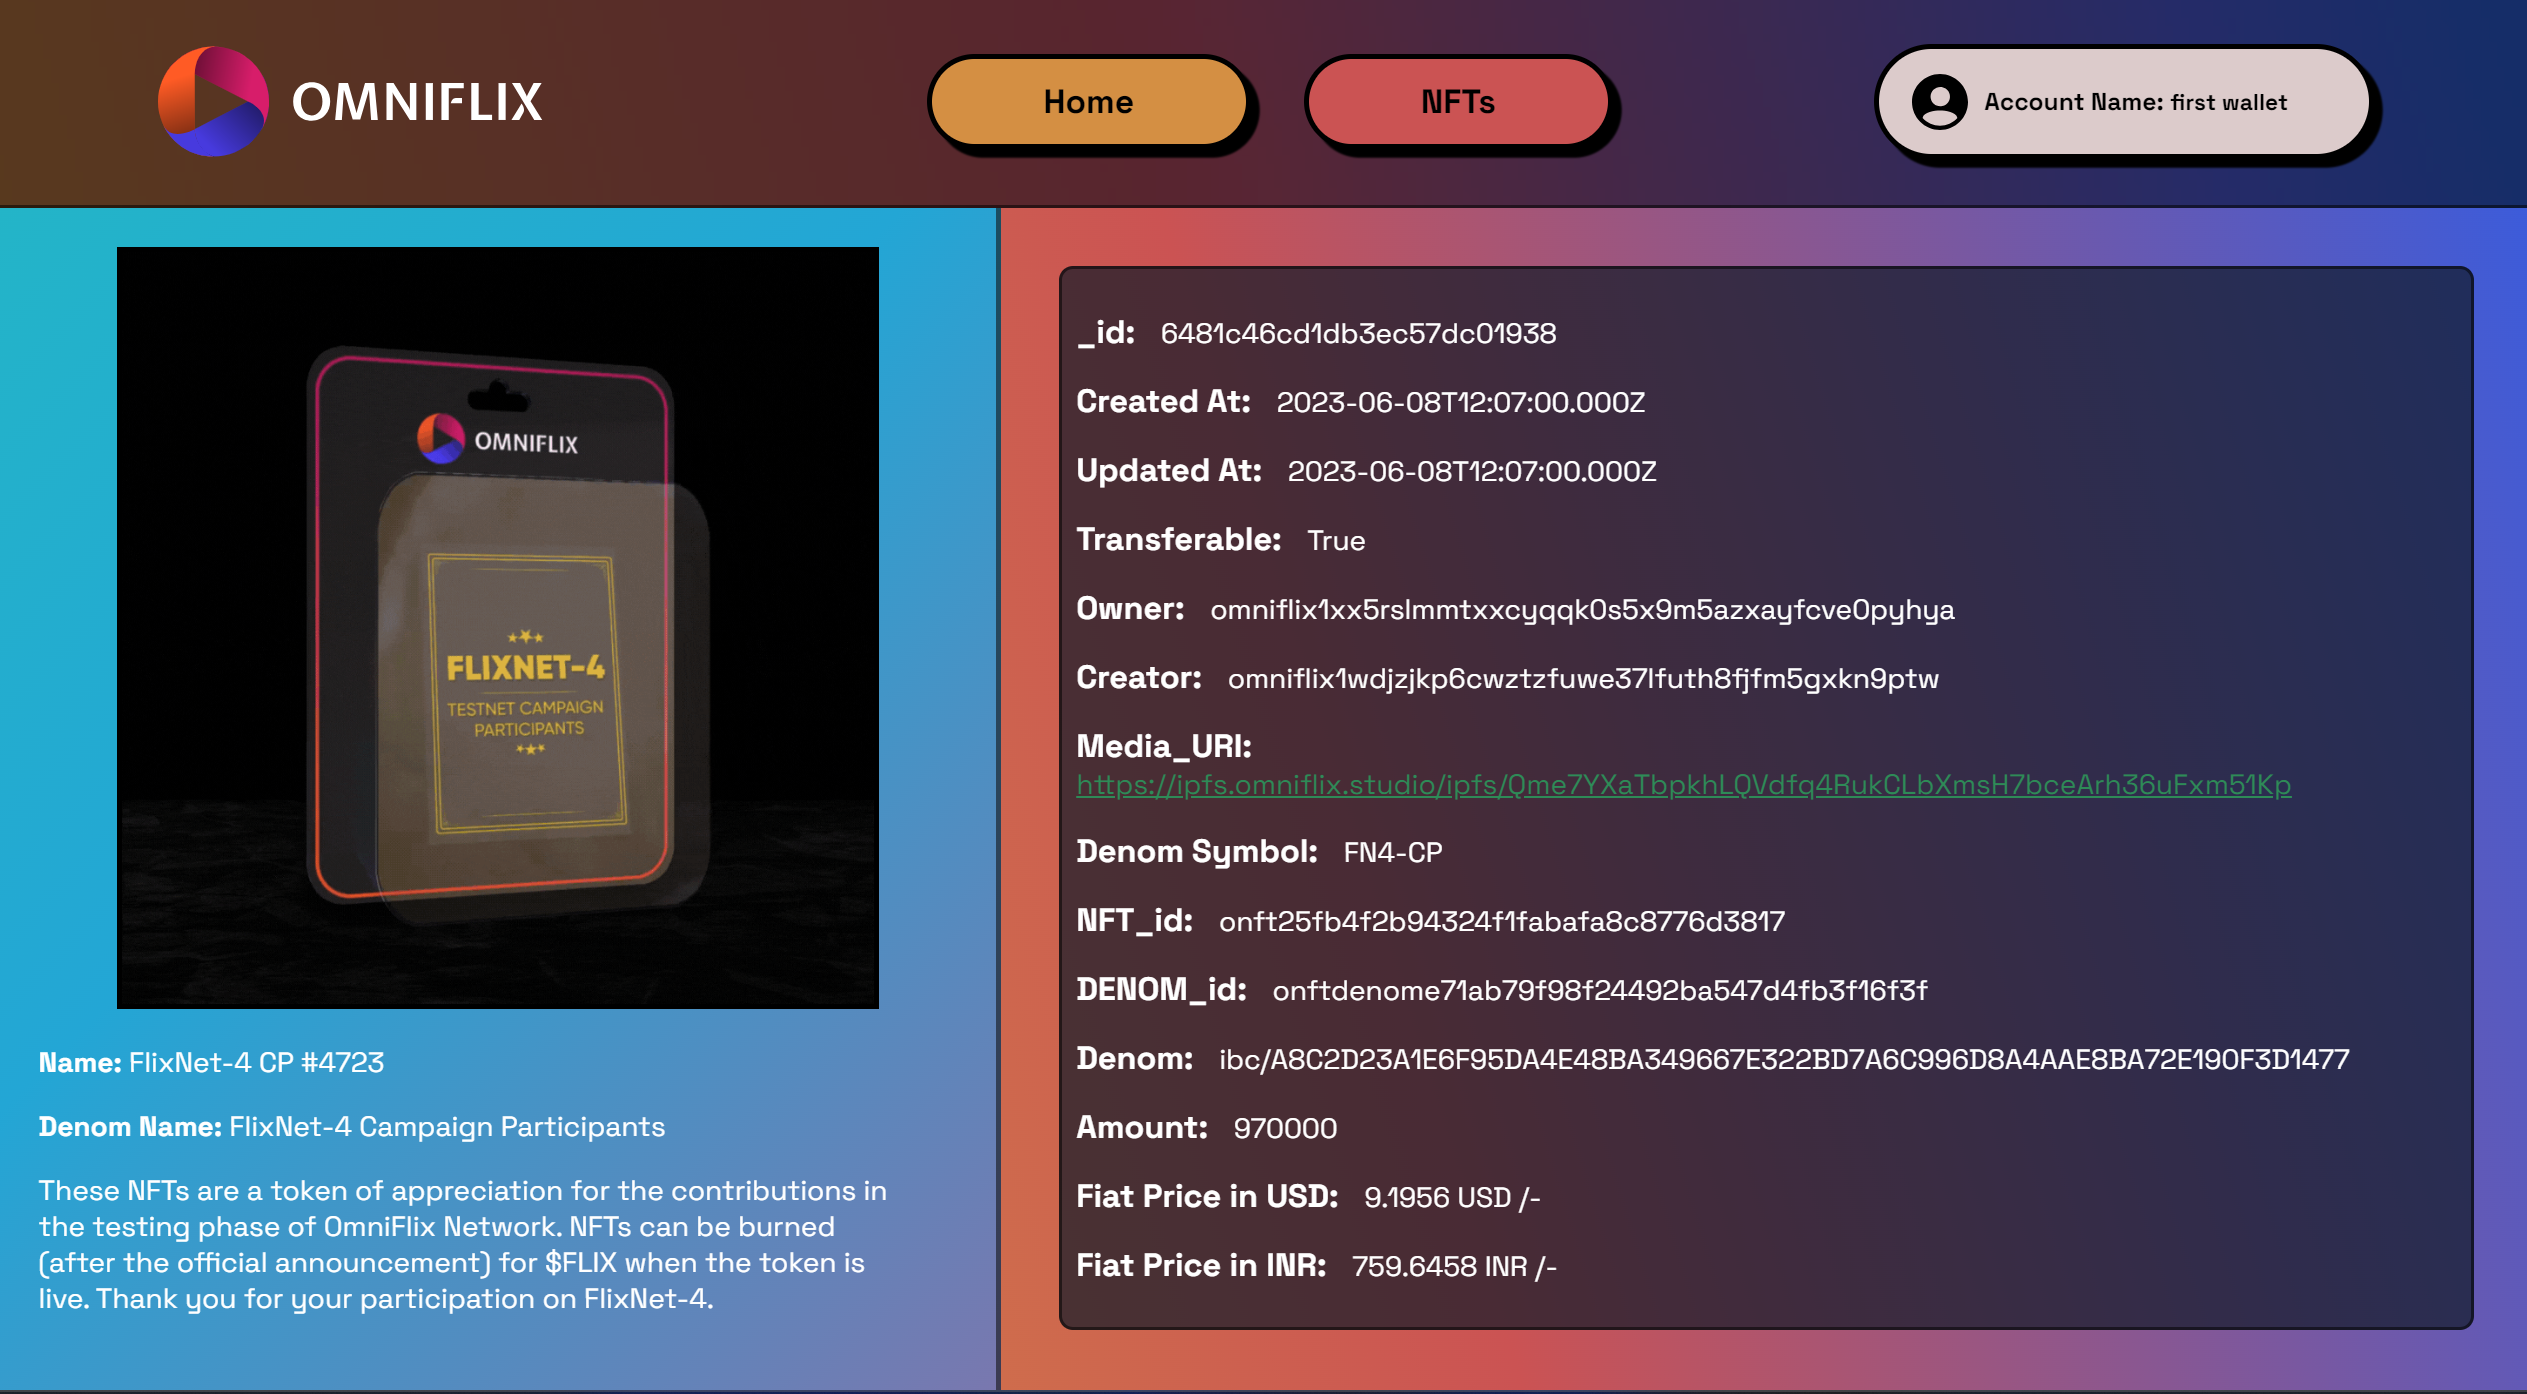 OMNIFLIX
Home
NFTs
Account Name: first wallet
OMNIFLIX
FLIXNET-4
TESTNET CAMPAIGN
PARTICIPANTS
Name: FlixNet-4 CP #4723
Denom Name: FlixNet-4 Campaign Participants
These NFTs are a token of appreciation for the contributions in
the testing phase of OmniFlix Network. NFTs can be burned
(after the official announcement) for $FLIX when the token is
live. Thank you for your participation on FlixNet-4.
_id: 6481c46cd1db3ec57dc01938
Created At: 2023-06-08T12:07:00.000Z
Updated At: 2023-06-08T12:07:00.000Z
Transferable: True
Owner: omniflix1xx5rslmmtxxcyqqk0s5x9m5azxayfcve0pyhya
Creator: omniflix1wdjzjkp6cwztzfuwe37lfuth8fjfm5gxkn9ptw
Media_URI:
https://ipfs.omniflix.studio/ipfs/Qme7YXaTbpkhLQVdfq4RukCLbXmsH7bceArh36uFxm51Kp
Denom Symbol: FN4-CP
NFT_id: onft25fb4f2b94324f1fabafa8c8776d3817
DENOM_id: onftdenome71ab79f98f24492ba547d4fb3f16f3f
Denom: ibc/A8C2D23A1E6F95DA4E48BA349667E322BD7A6C996D8A4AAE8BA72E190F3D1477
Amount: 970000
Fiat Price in USD: 9.1956 USD /-
Fiat Price in INR: 759.6458 INR /-